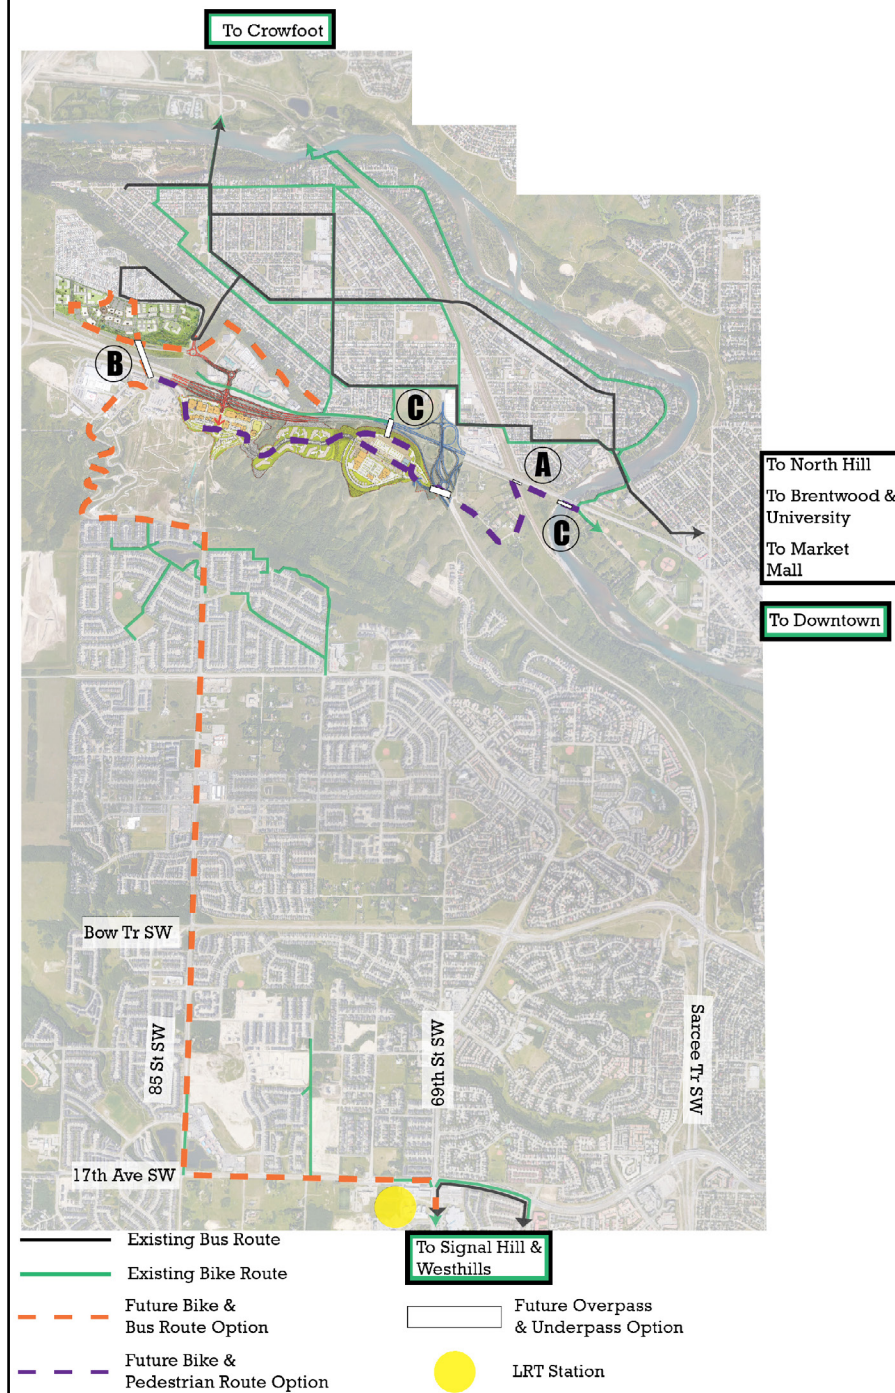 To Crowfoot
B
C
A
C
To North Hill
To Brentwood &
University
To Market
Mall
To Downtown
Bow Tr SW
85 St SW
69th St SW
Sarcee Tr SW
17th Ave SW
To Signal Hill &
Westhills
Existing Bus Route
Existing Bike Route
Future Bike &
Bus Route Option
Future Bike &
Pedestrian Route Option
Future Overpass
& Underpass Option
LRT Station